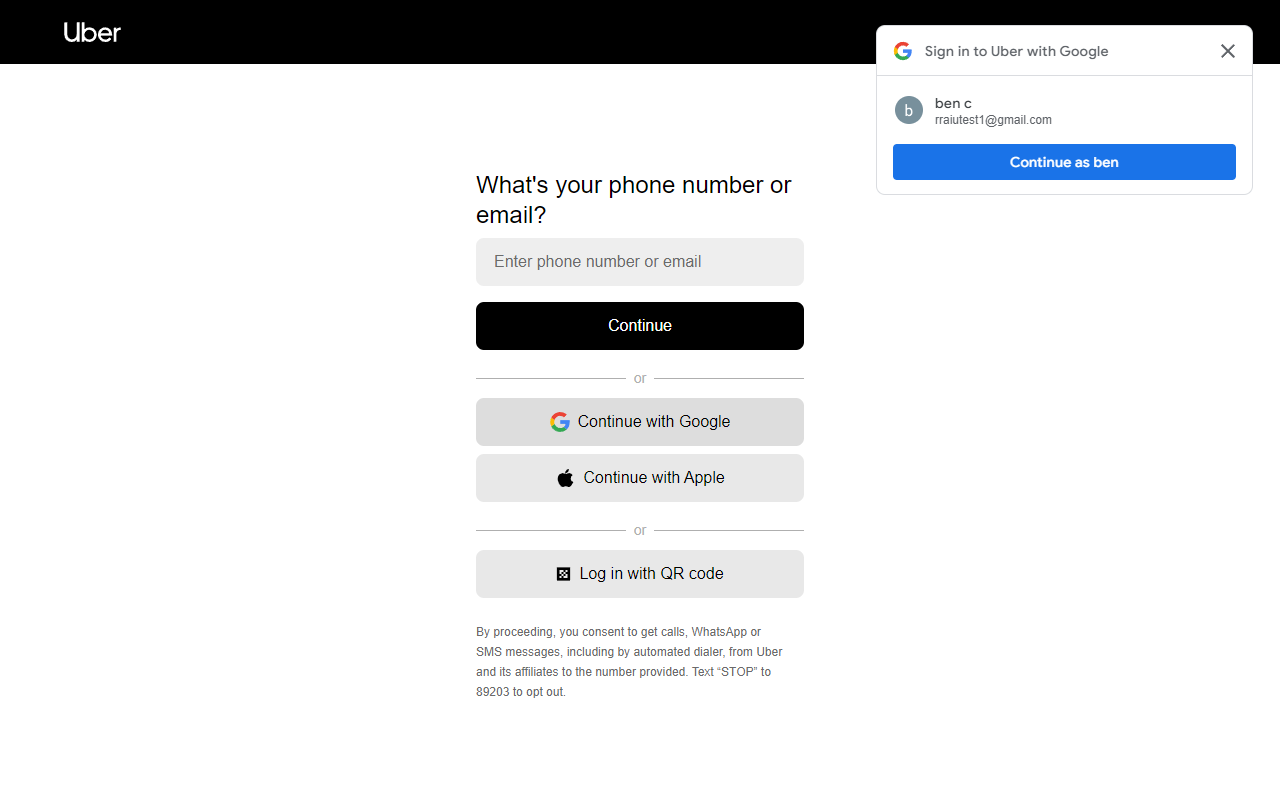 Uber
Sign in to Uber with Google
b
ben c
rraiutest1@gmail.com
Continue as ben
What's your phone number or
email?
Enter phone number or email
Continue
or
Continue with Google
Continue with Apple
or
Log in with QR code
By proceeding, you consent to get calls, WhatsApp or
SMS messages, including by automated dialer, from Uber
and its affiliates to the number provided. Text “STOP” to
89203 to opt out.